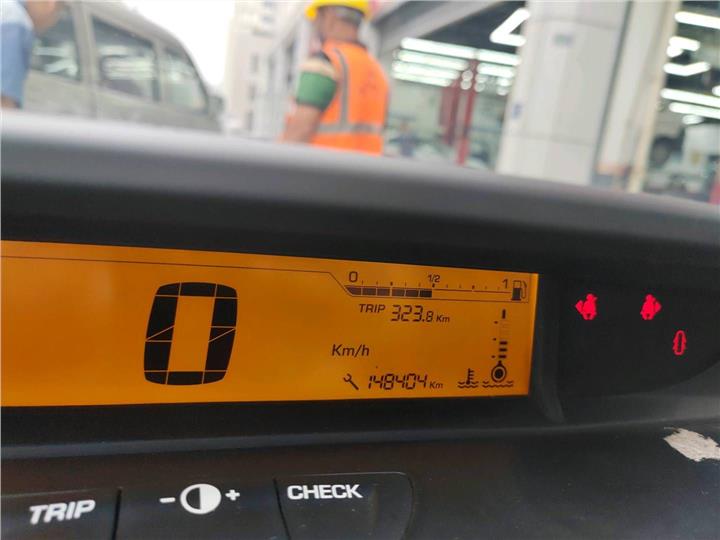 0 1/2 1
TRIP 323.8 Km
0
Km/h
148404 Km
TRIP
- +
CHECK